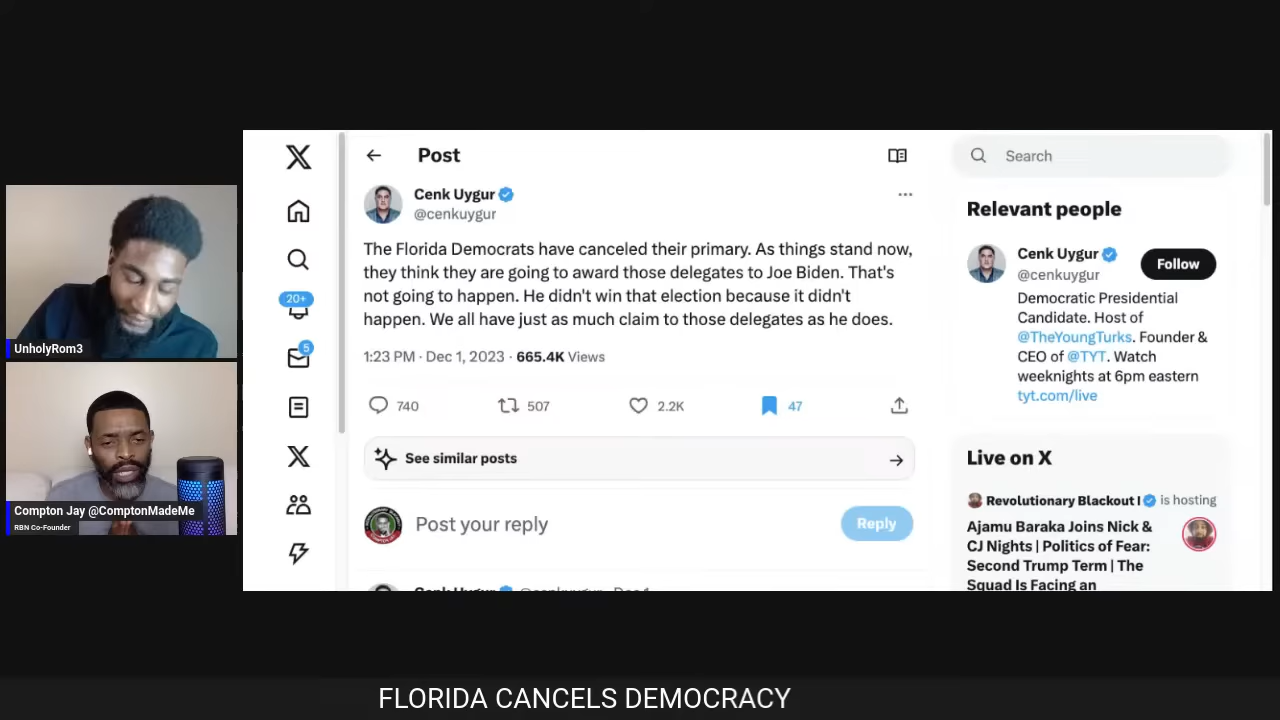 UnholyRom3
Compton Jay @ComptonMadeMe
RBN Co-Founder
20+
5
Post
Cenk Uygur
@cenkuygur
The Florida Democrats have canceled their primary. As things stand now,
they think they are going to award those delegates to Joe Biden. That's
not going to happen. He didn't win that election because it didn't
happen. We all have just as much claim to those delegates as he does.
1:23 PM · Dec 1, 2023 · 665.4K Views
740 507 2.2K 47
See similar posts
Post your reply
Reply
Cenk Uygur @cenkuygur · Dec 1
Search
Relevant people
Cenk Uygur
@cenkuygur
Follow
Democratic Presidential
Candidate. Host of
@TheYoungTurks. Founder &
CEO of @TYT. Watch
weeknights at 6pm eastern
tyt.com/live
Live on X
Revolutionary Blackout I is hosting
Ajamu Baraka Joins Nick &
CJ Nights | Politics of Fear:
Second Trump Term | The
Squad Is Facing an
FLORIDA CANCELS DEMOCRACY